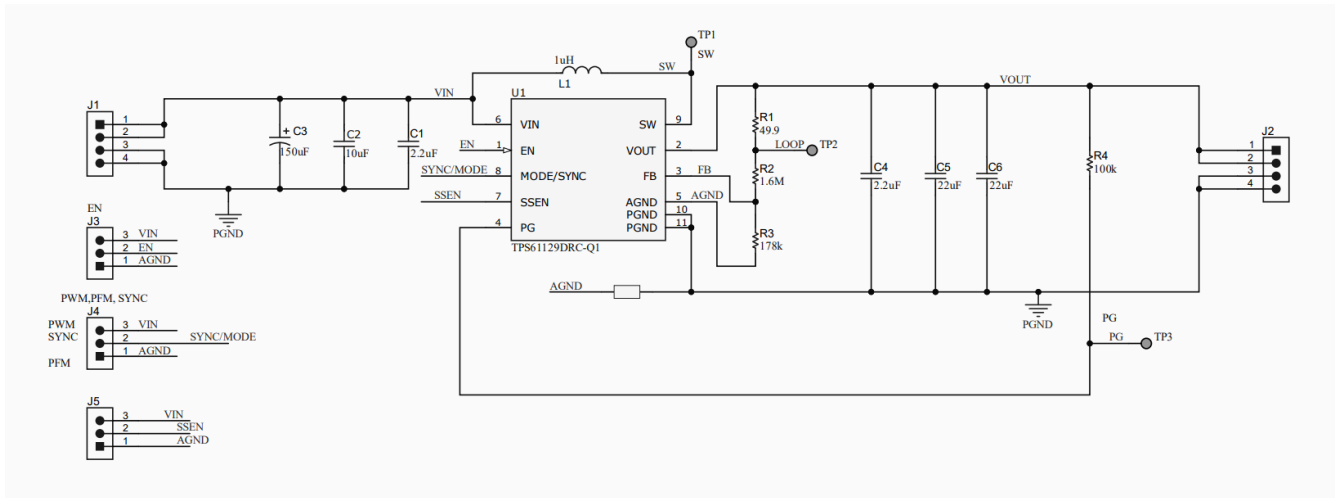 TP1
SW
1uH
SW
L1
VIN
VOUT
U1
J1
1
2
3
4
C3
+
150uF
C2
10uF
C1
2.2uF
PGND
6 VIN
EN 1 EN
SYNC/MODE 8 MODE/SYNC
SSEN 7 SSEN
4 PG
SW 9
VOUT 2
FB 3 FB
AGND 5 AGND
PGND 10
PGND 11
TPS61129DRC-Q1
R1
49.9
LOOP TP2
R2
1.6M
R3
178k
C4
2.2uF
C5
22uF
C6
22uF
R4
100k
J2
1
2
3
4
AGND
PGND
PG
PG TP3
EN
J3
3 VIN
2 EN
1 AGND
PWM,PFM, SYNC
J4
PWM 3 VIN
SYNC 2 SYNC/MODE
1 AGND
PFM
J5
3 VIN
2 SSEN
1 AGND